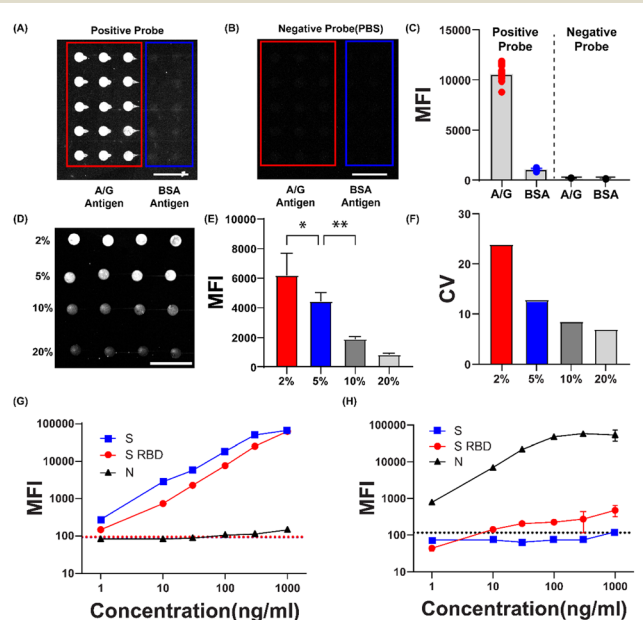 (A) Positive Probe
A/G Antigen
BSA Antigen
(B) Negative Probe(PBS)
A/G Antigen
BSA Antigen
(C)
Positive Probe
Negative Probe
MFI
15000
10000
5000
0
A/G BSA A/G BSA
(D)
2%
5%
10%
20%
(E)
MFI
6000
8000
4000
2000
0
* **
2% 5% 10% 20%
(F)
CV
30
20
10
0
2% 5% 10% 20%
(G)
MFI
100000
10000
1000
100
10
S
S RBD
N
1 10 100 1000
Concentration(ng/ml)
(H)
MFI
100000
10000
1000
100
10
S
S RBD
N
1 10 100 1000
Concentration(ng/ml)